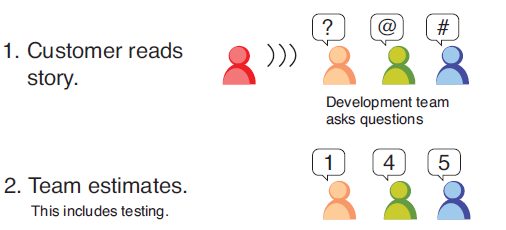 ? @ #
1. Customer reads
story.
Development team
asks questions
1 4 5
2. Team estimates.
This includes testing.